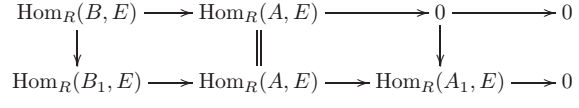 Hom_R(B, E) → Hom_R(A, E) → 0 → 0
Hom_R(B_1, E) → Hom_R(A, E) → Hom_R(A_1, E) → 0